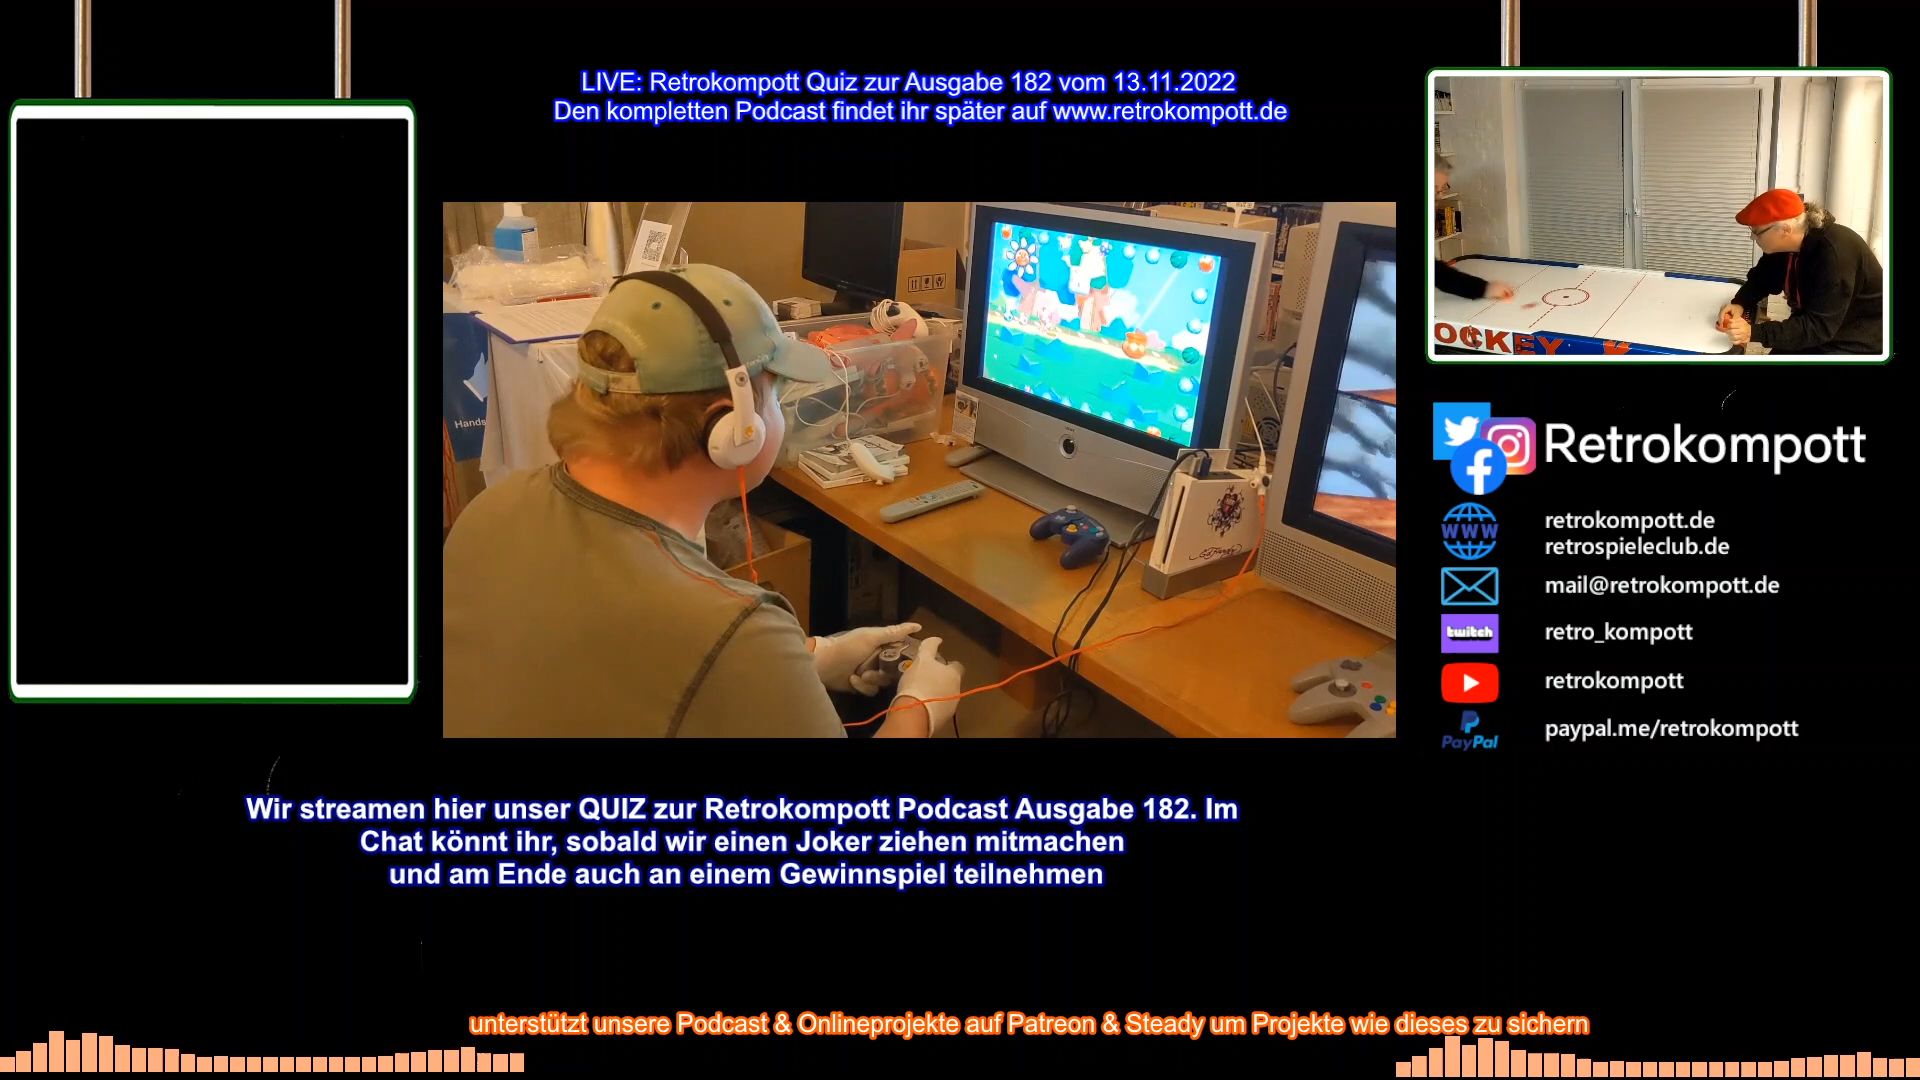 LIVE: Retrokompott Quiz zur Ausgabe 182 vom 13.11.2022
Den kompletten Podcast findet ihr später auf www.retrokompott.de
Hands
OCKEY
Retrokompott
WWW
retrokompott.de
retrospieleclub.de
mail@retrokompott.de
twitch
retro_kompott
retrokompott
PayPal
paypal.me/retrokompott
Wir streamen hier unser QUIZ zur Retrokompott Podcast Ausgabe 182. Im
Chat könnt ihr, sobald wir einen Joker ziehen mitmachen
und am Ende auch an einem Gewinnspiel teilnehmen
unterstützt unsere Podcast & Onlineprojekte auf Patreon & Steady um Projekte wie dieses zu sichern